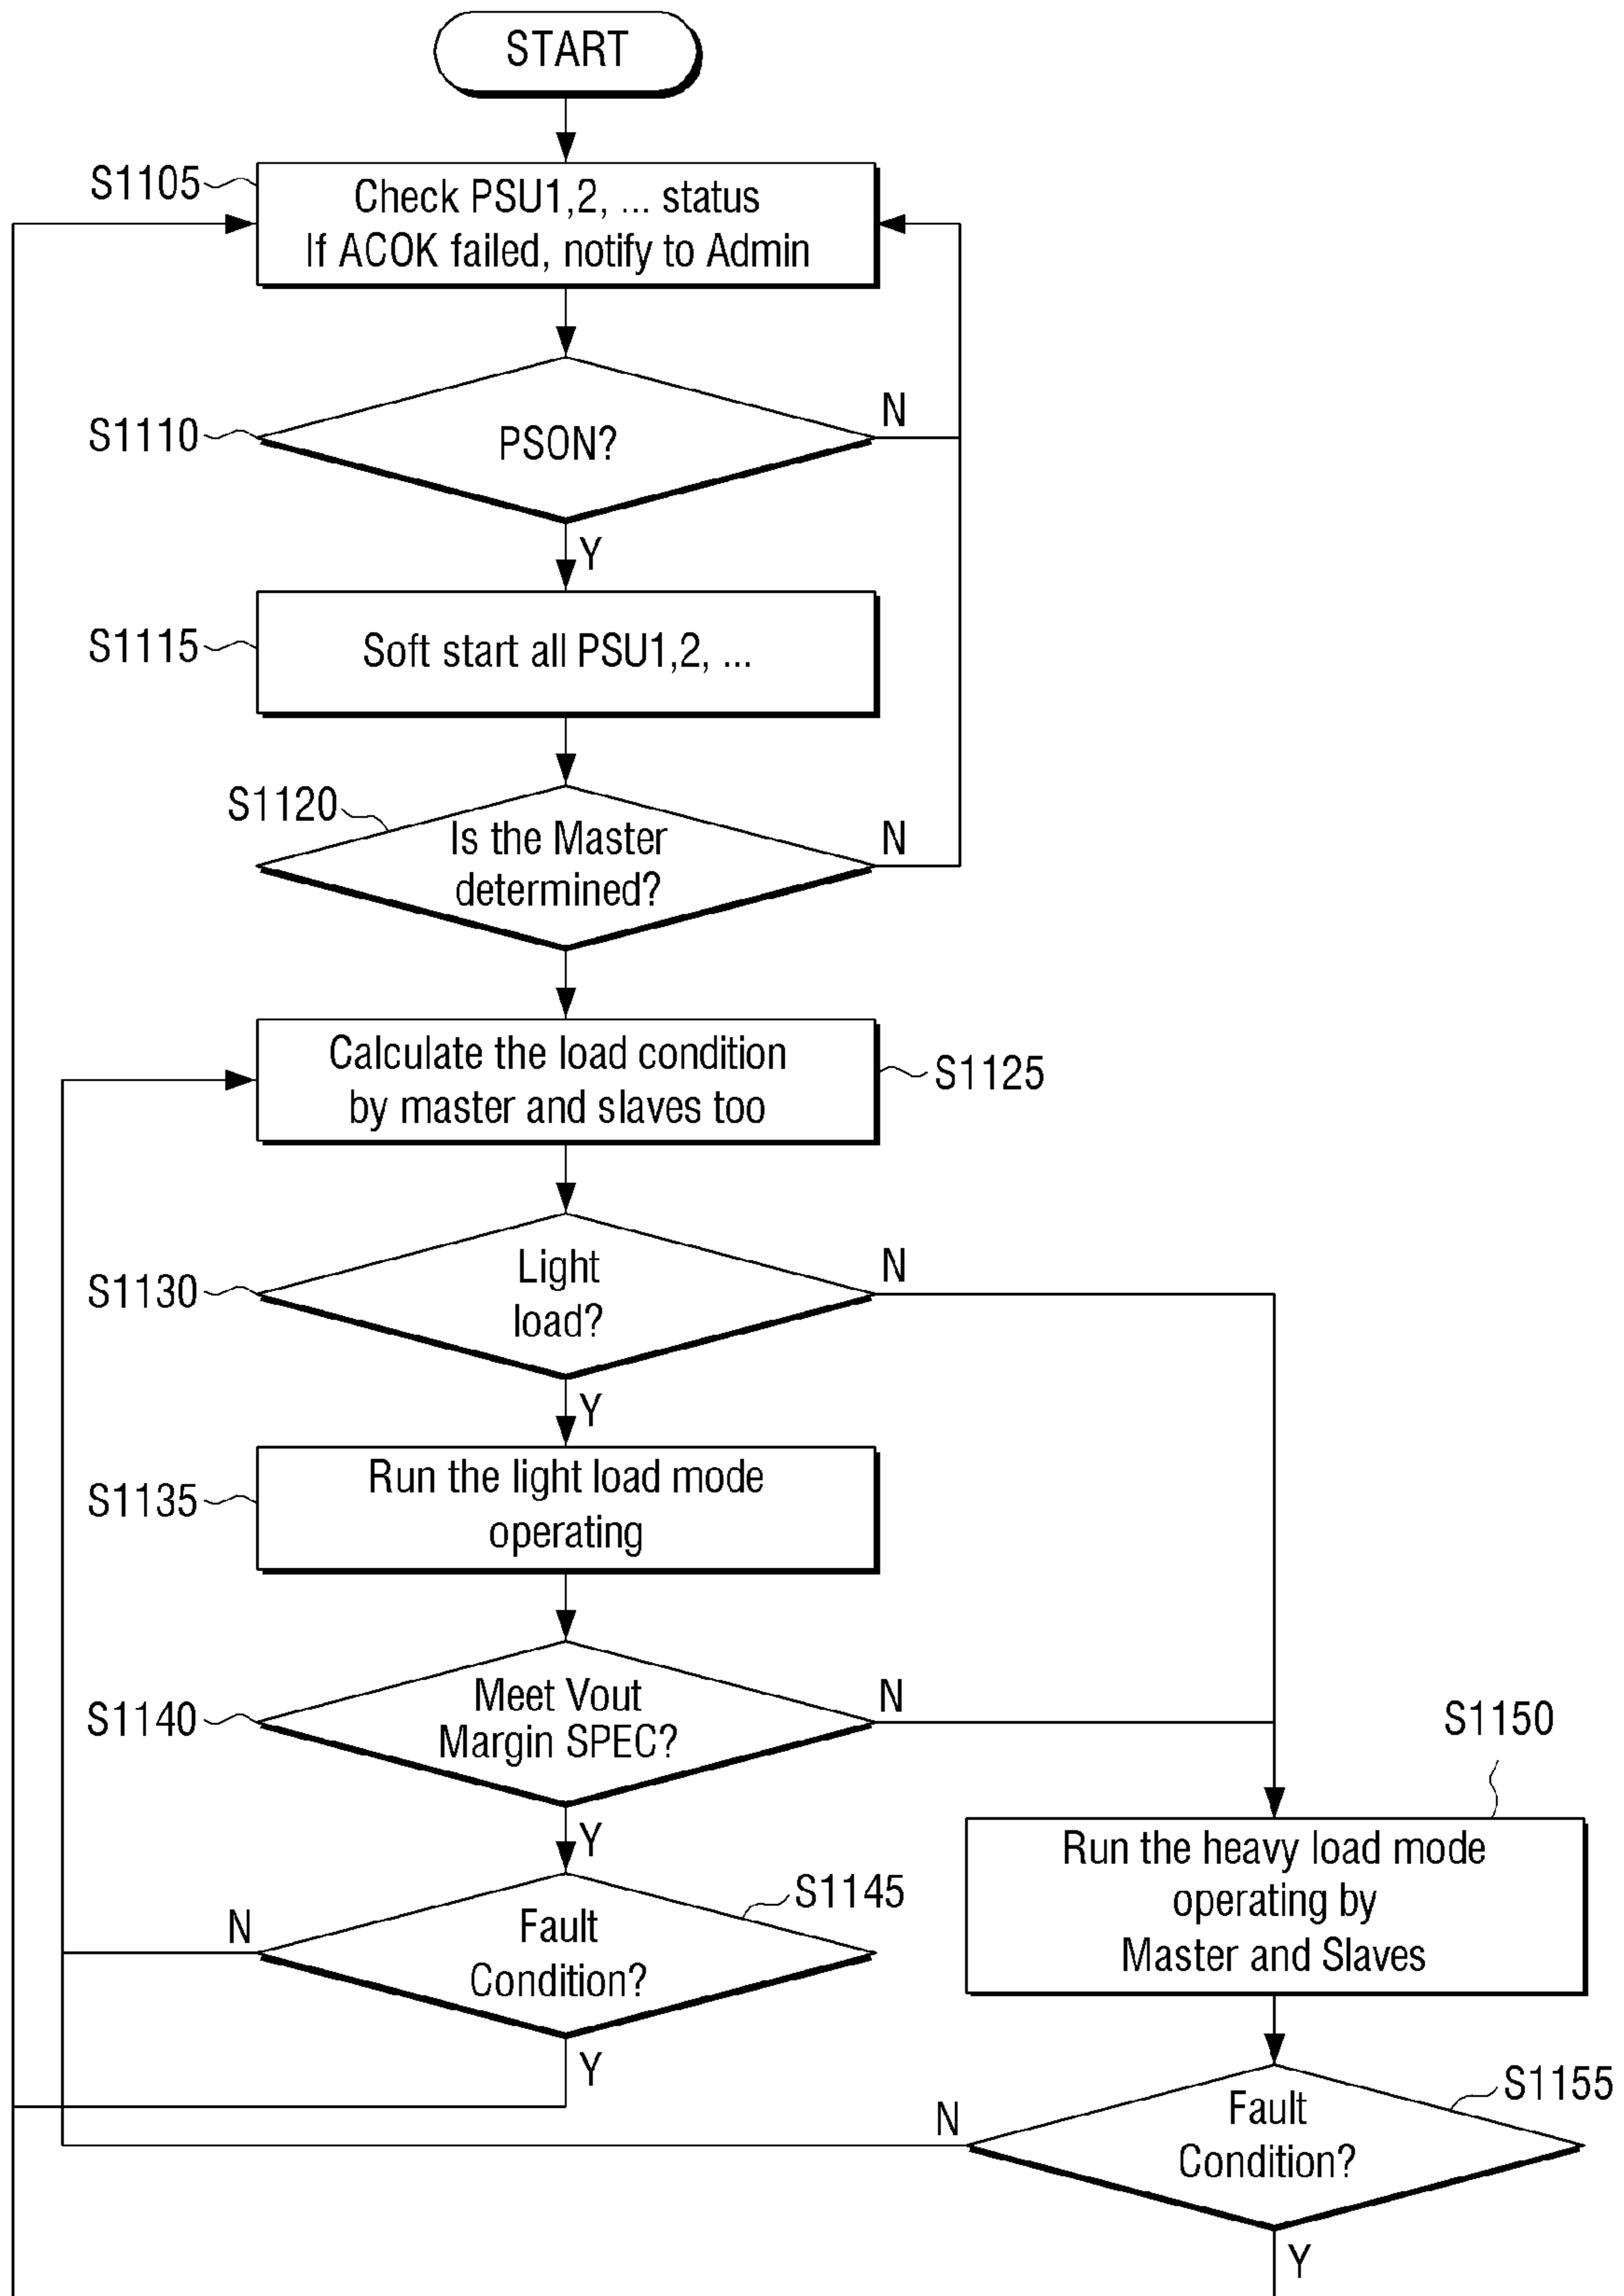 START
S1105
Check PSU1,2, ... status
If ACOK failed, notify to Admin
S1110
PSON?
N
Y
S1115
Soft start all PSU1,2, ...
S1120
Is the Master
determined?
N
Calculate the load condition
by master and slaves too
S1125
S1130
Light
load?
N
Y
S1135
Run the light load mode
operating
S1140
Meet Vout
Margin SPEC?
N
Y
S1145
Fault
Condition?
N
Y
S1150
Run the heavy load mode
operating by
Master and Slaves
S1155
Fault
Condition?
N
Y